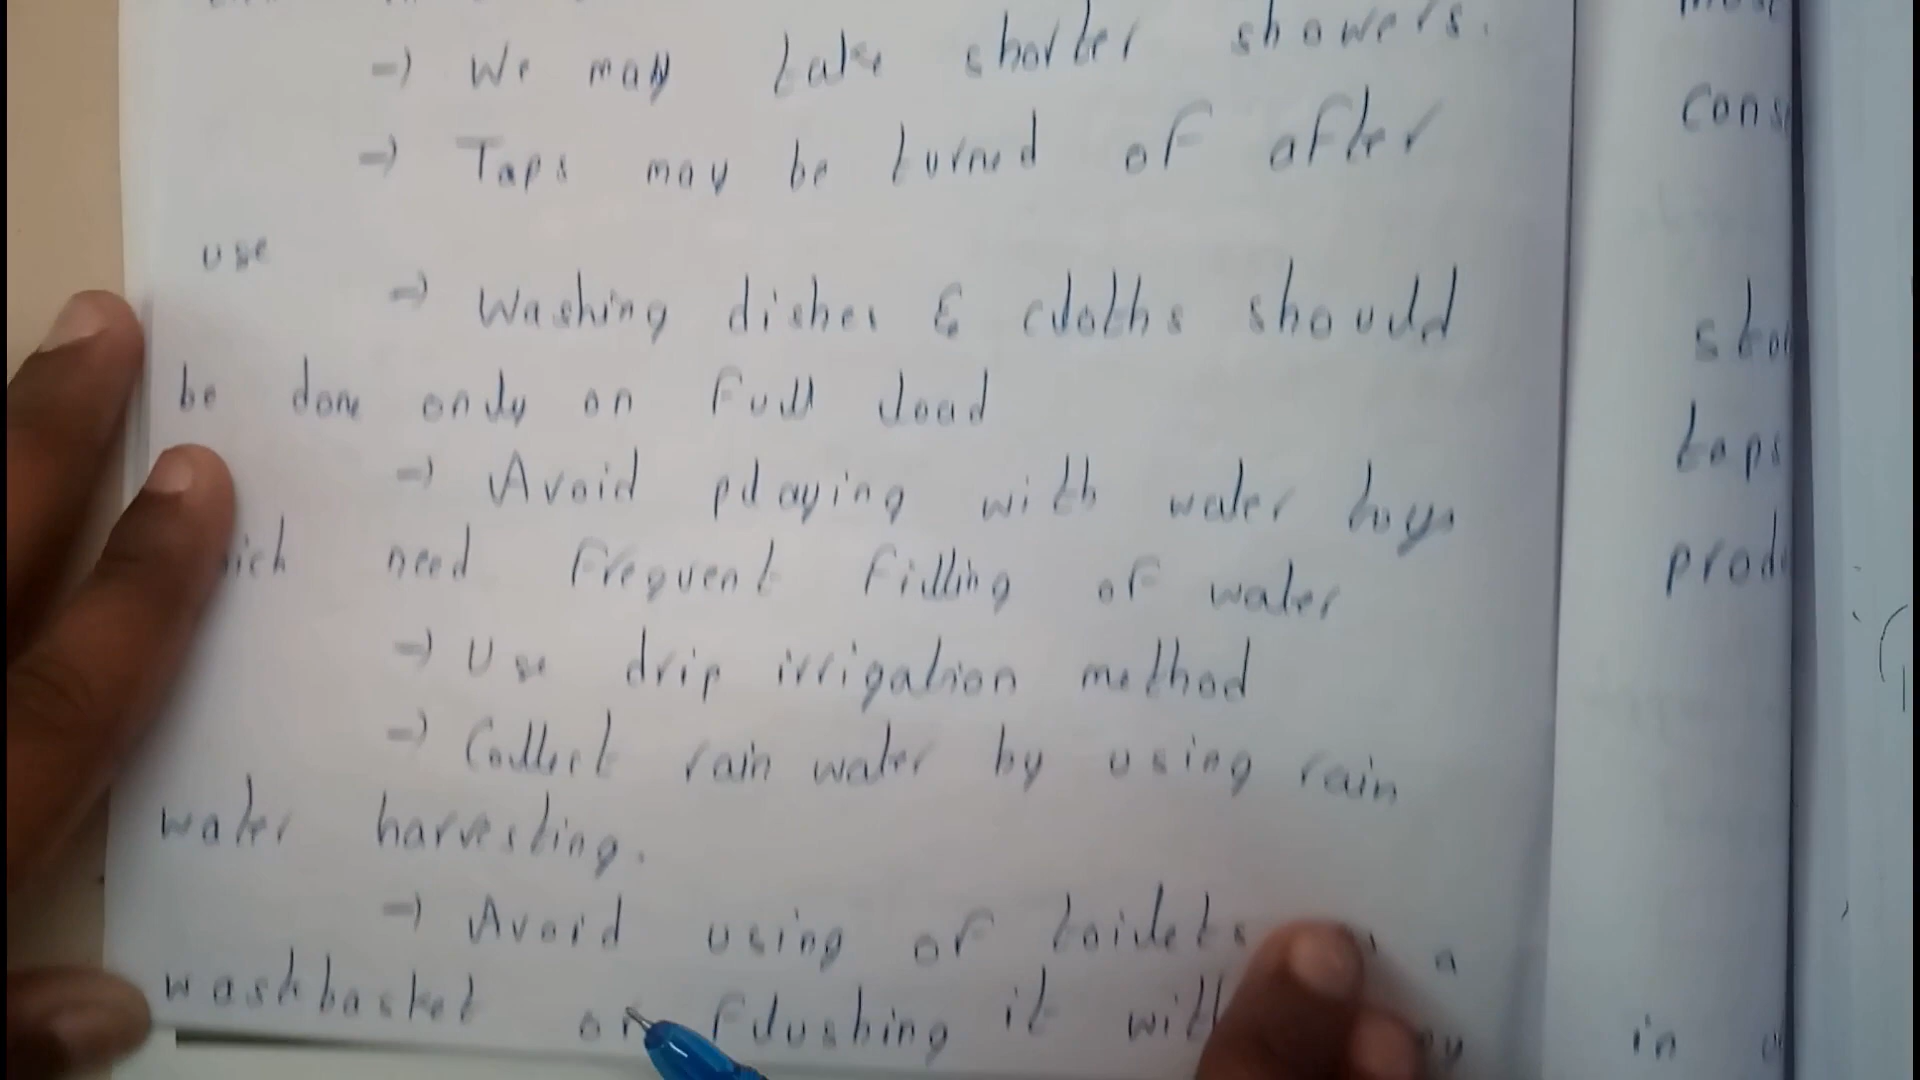 -) We may take shorter showers.
-) Taps may be turned of after
use
-) Washing dishes & cloths should
be done only on full load
-) Avoid playing with water toys
need frequent filling of water
-) Use drip irrigation method
-) Collect rain water by using rain
water harvesting.
-) Avoid using of toilets a
washbasket or flushing it
cons
taps
in